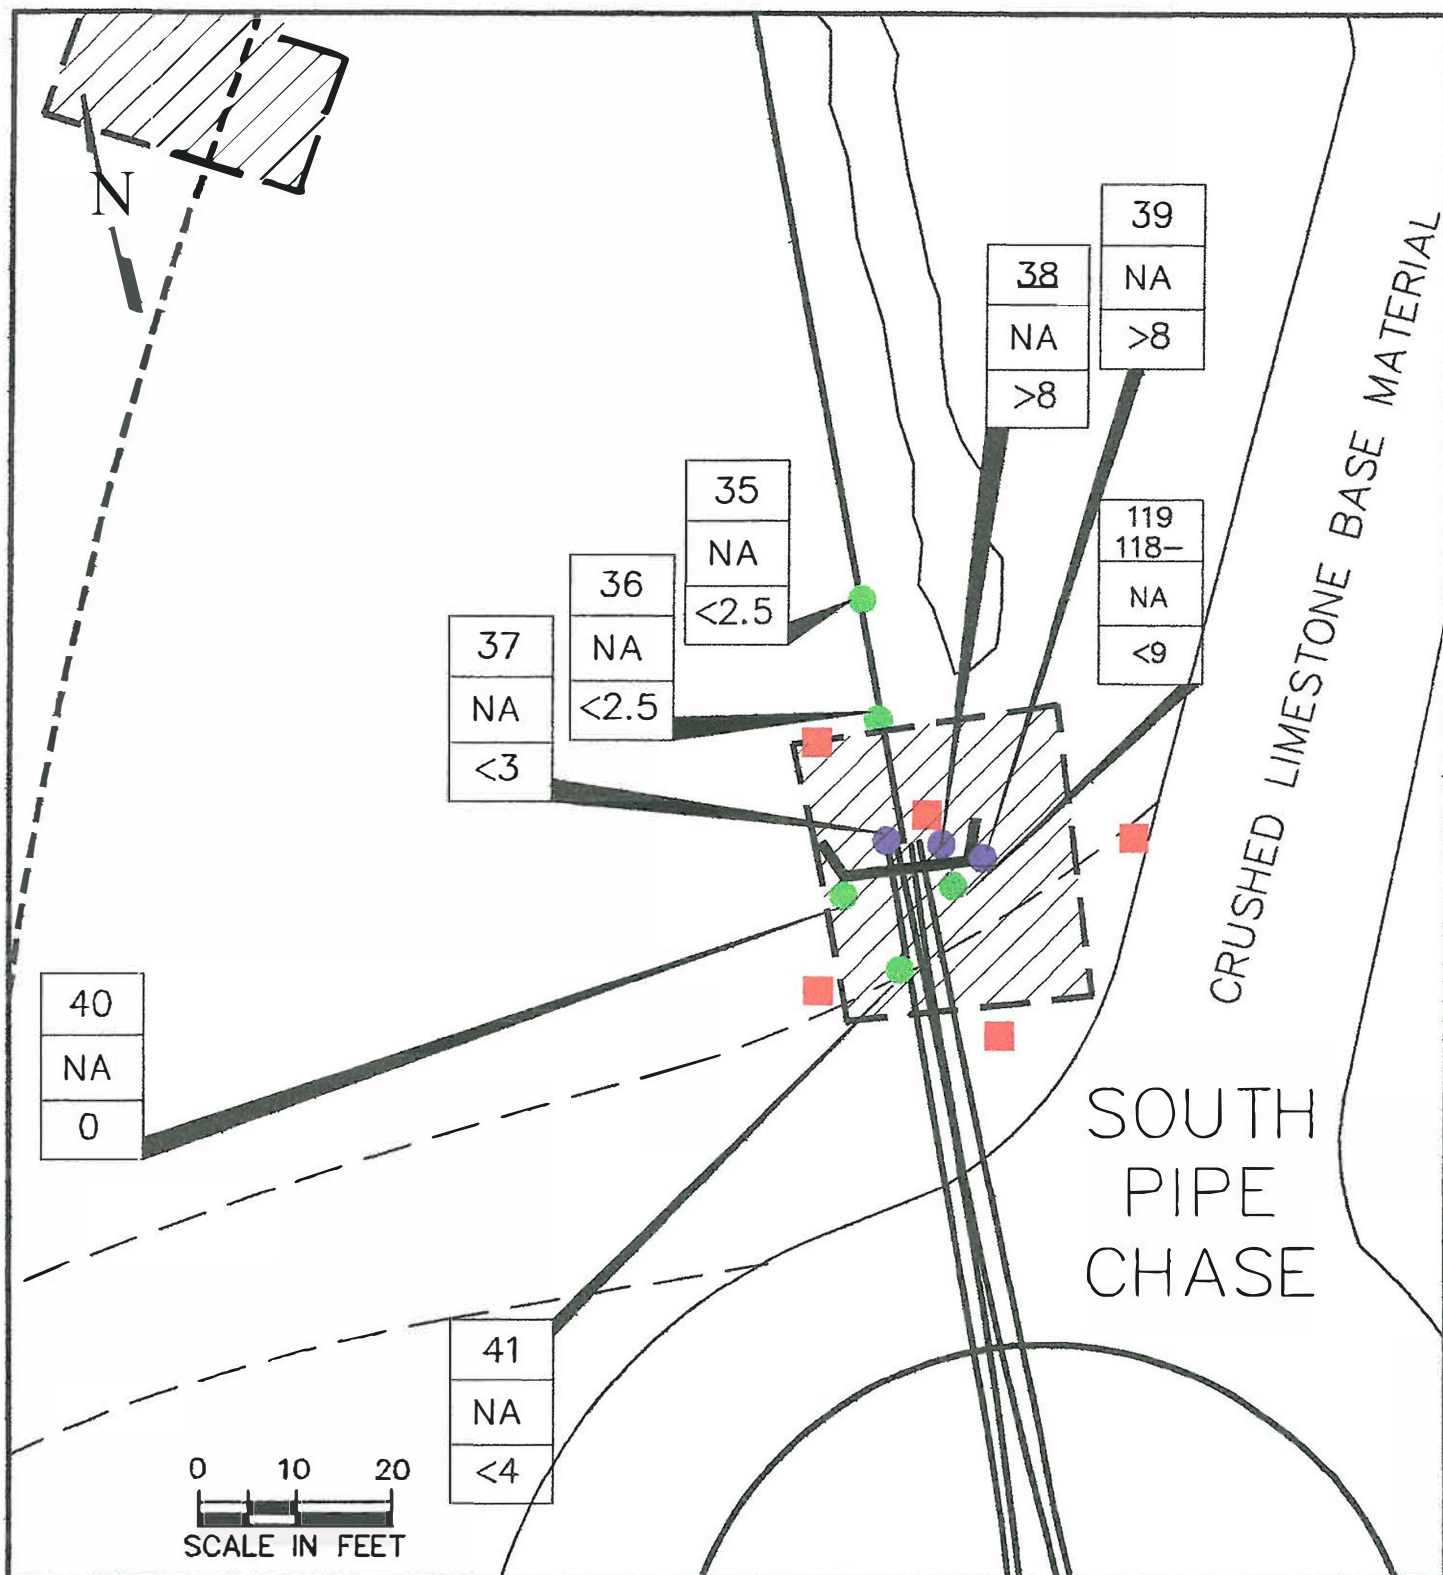 N
39
NA
>8
38
NA
>8
35
NA
<2.5
36
NA
<2.5
37
NA
<3
119
118–
NA
<9
CRUSHED LIMESTONE BASE MATERIAL
40
NA
0
SOUTH
PIPE
CHASE
41
NA
<4
0 10 20
SCALE IN FEET